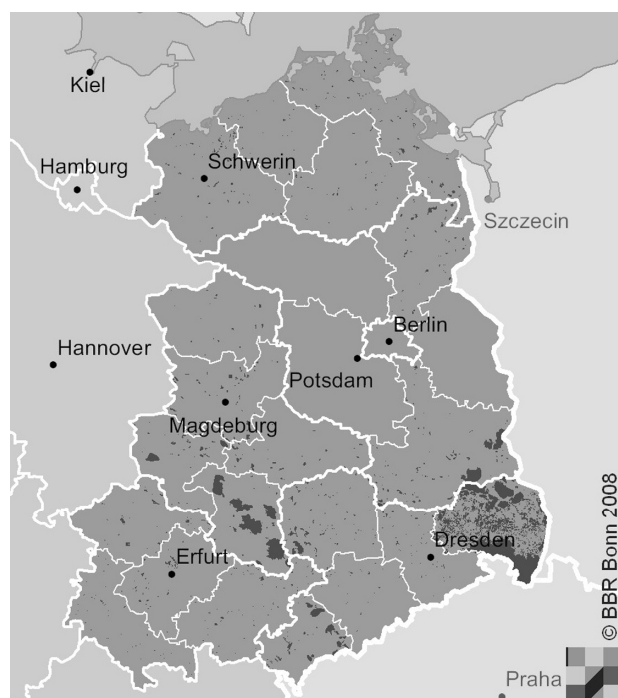 Kiel
Hamburg
Schwerin
Szczecin
Berlin
Hannover
Potsdam
Magdeburg
Erfurt
Dresden
Praha
© BBR Bonn 2008